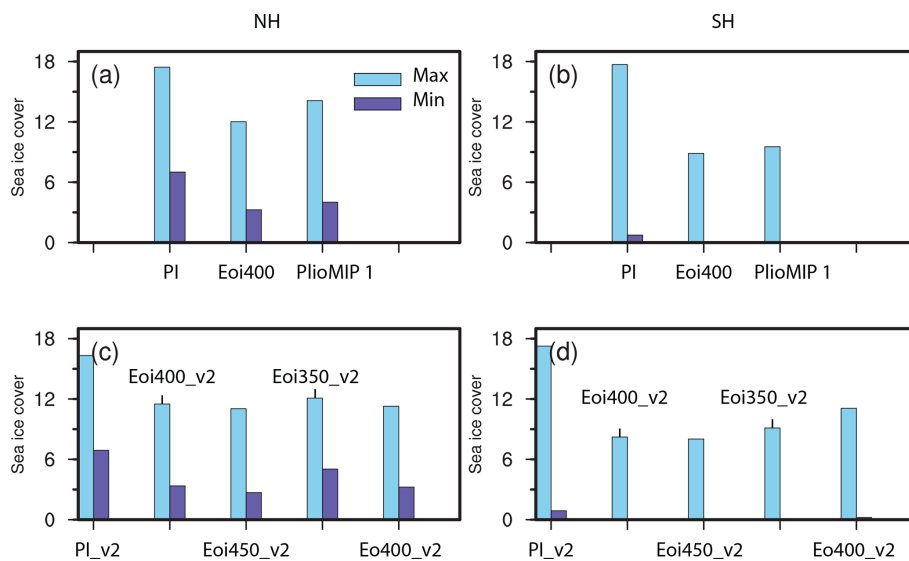 NH
SH
Sea ice cover
18
12
6
0
(a)
Max
Min
PI
Eoi400
PlioMIP 1
Sea ice cover
18
12
6
0
(b)
PI
Eoi400
PlioMIP 1
Sea ice cover
18
12
6
0
(c)
Eoi400_v2
Eoi350_v2
PI_v2
Eoi450_v2
Eo400_v2
Sea ice cover
18
12
6
0
(d)
Eoi400_v2
Eoi350_v2
PI_v2
Eoi450_v2
Eo400_v2